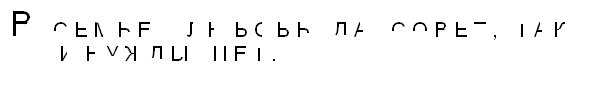 В семье любовь да совет, так
и нужды нет.